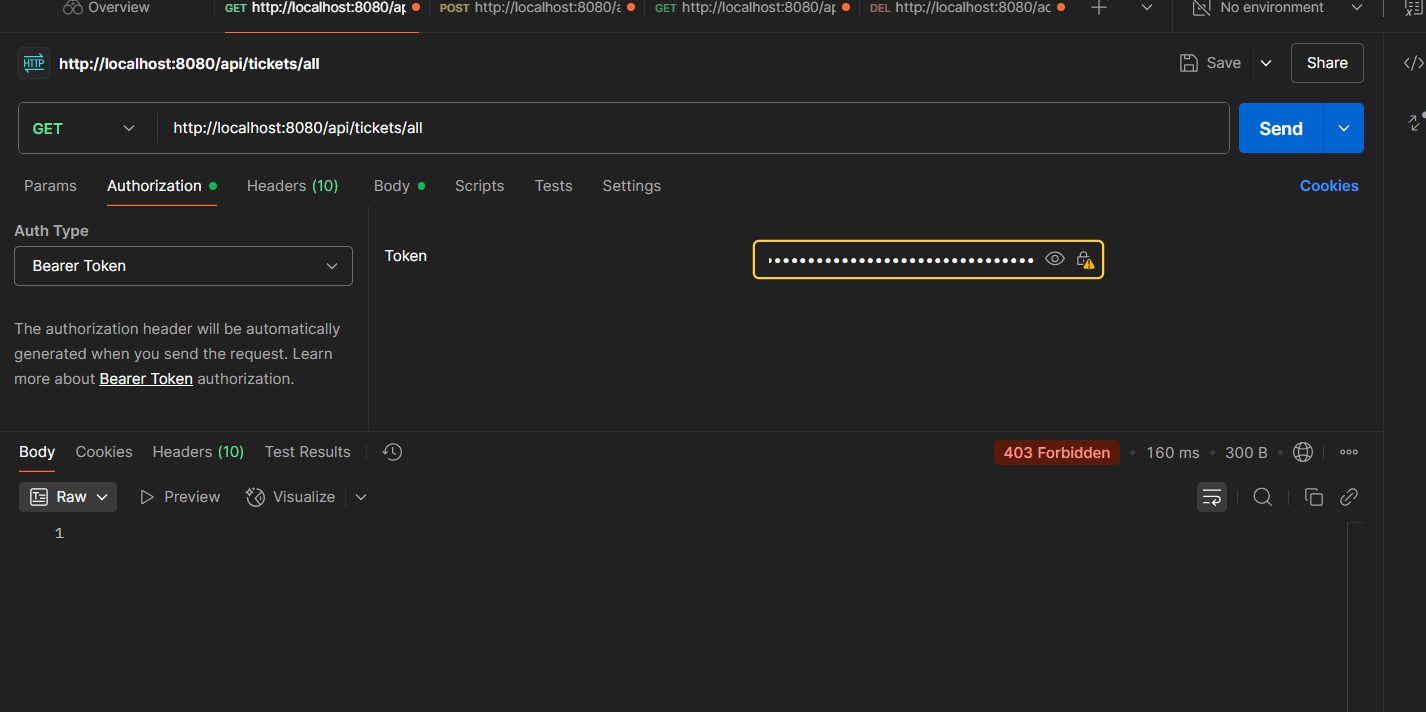 Overview
GET http://localhost:8080/ap
POST http://localhost:8080/a
GET http://localhost:8080/ap
DEL http://localhost:8080/ac
No environment
HTTP http://localhost:8080/api/tickets/all
Save
Share
GET
http://localhost:8080/api/tickets/all
Send
Params
Authorization
Headers (10)
Body
Scripts
Tests
Settings
Cookies
Auth Type
Bearer Token
The authorization header will be automatically
generated when you send the request. Learn
more about Bearer Token authorization.
Token
Body
Cookies
Headers (10)
Test Results
403 Forbidden
160 ms
300 B
Raw
Preview
Visualize
1